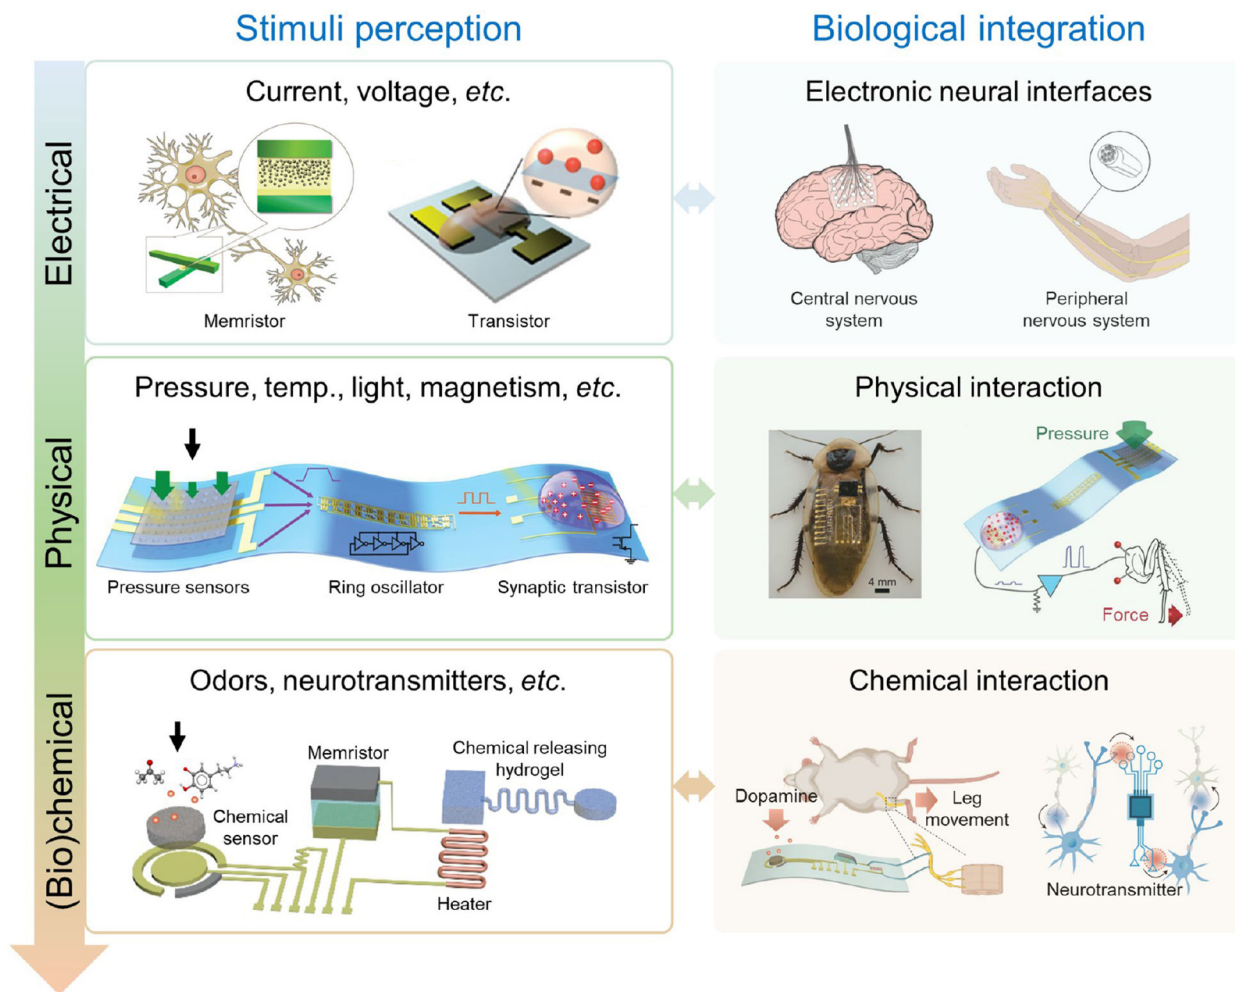 Stimuli perception
Biological integration
Electrical
Current, voltage, etc.
Memristor
Transistor
Electronic neural interfaces
Central nervous
system
Peripheral
nervous system
Physical
Pressure, temp., light, magnetism, etc.
Pressure sensors
Ring oscillator
Synaptic transistor
Physical interaction
4 mm
Pressure
Force
(Bio)chemical
Odors, neurotransmitters, etc.
Chemical
sensor
Memristor
Chemical releasing
hydrogel
Heater
Chemical interaction
Dopamine
Leg
movement
Neurotransmitter